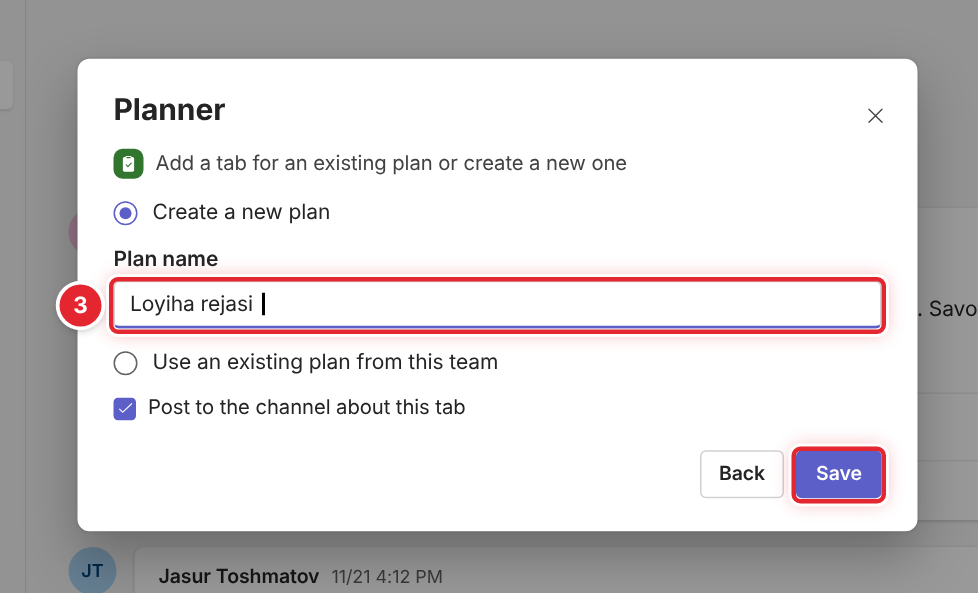 Planner
Add a tab for an existing plan or create a new one
Create a new plan
Plan name
3
Loyiha rejasi
. Savo
Use an existing plan from this team
Post to the channel about this tab
Back
Save
JT
Jasur Toshmatov 11/21 4:12 PM